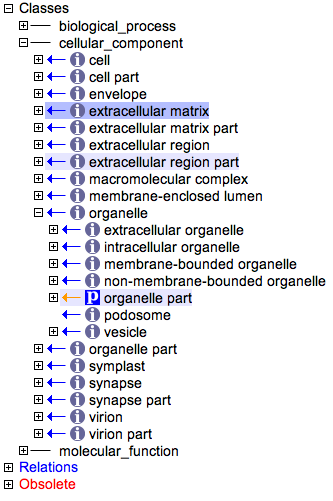 Classes
biological_process
cellular_component
i cell
i cell part
i envelope
i extracellular matrix
i extracellular matrix part
i extracellular region
i extracellular region part
i macromolecular complex
i membrane-enclosed lumen
i organelle
i extracellular organelle
i intracellular organelle
i membrane-bounded organelle
i non-membrane-bounded organelle
P organelle part
i podosome
i vesicle
i organelle part
i symplast
i synapse
i synapse part
i virion
i virion part
molecular_function
Relations
Obsolete